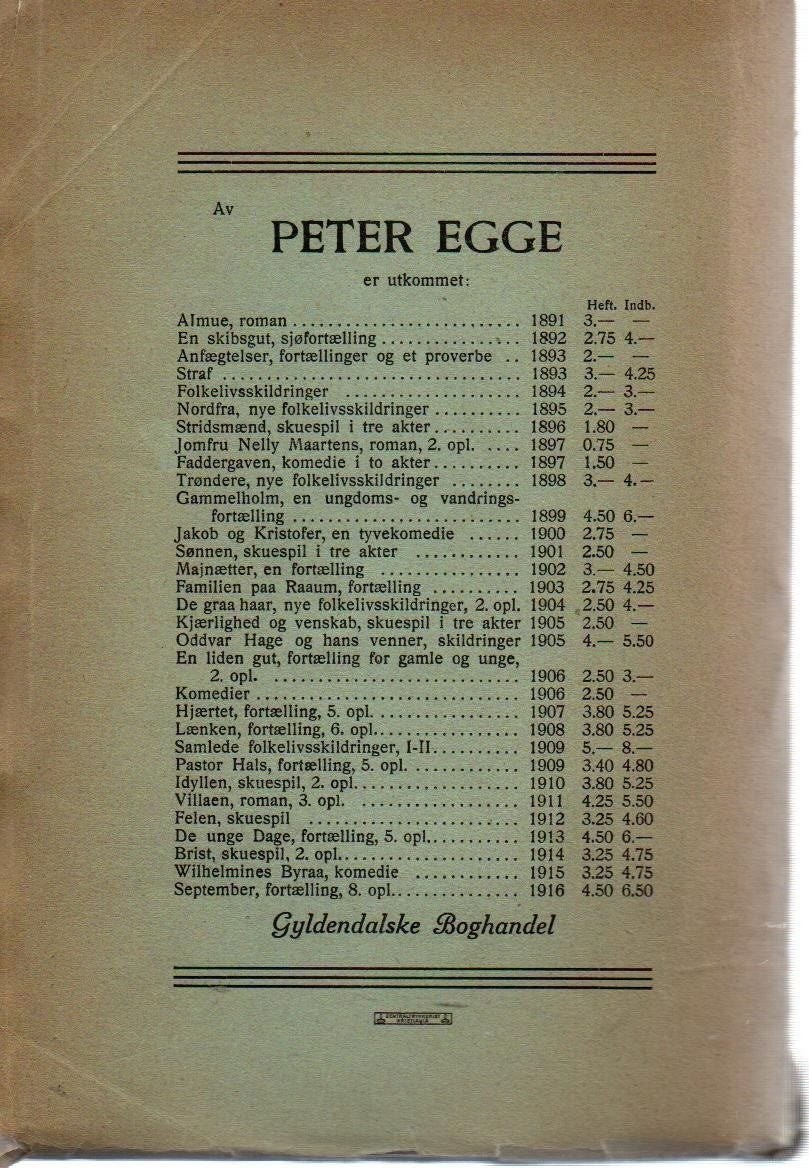 Av
PETER EGGE
er utkommet:
Heft. Indb.
Almue, roman ........................ 1891 3.— —
En skibsgut, sjøfortælling ............... 1892 2.75 4.—
Anfægtelser, fortællinger og et proverbe .. 1893 2.— —
Straf ................................ 1893 3.— 4.25
Folkelivsskildringer ................... 1894 2.— 3.—
Nordfra, nye folkelivsskildringer .......... 1895 2.— 3.—
Stridsmænd, skuespil i tre akter .......... 1896 1.80 —
Jomfru Nelly Maartens, roman, 2. opl. .... 1897 0.75 —
Faddergaven, komedie i to akter .......... 1897 1.50 —
Trøndere, nye folkelivsskildringer ........ 1898 3.— 4.—
Gammelholm, en ungdoms- og vandrings-
fortælling ......................... 1899 4.50 6.—
Jakob og Kristofer, en tyvekomedie ...... 1900 2.75 —
Sønnen, skuespil i tre akter ............ 1901 2.50 —
Majnætter, en fortælling ............... 1902 3.— 4.50
Familien paa Raaum, fortælling .......... 1903 2.75 4.25
De graa haar, nye folkelivsskildringer, 2. opl. 1904 2.50 4.—
Kjærlighed og venskab, skuespil i tre akter 1905 2.50 —
Oddvar Hage og hans venner, skildringer 1905 4.— 5.50
En liden gut, fortælling for gamle og unge,
2. opl. ........................... 1906 2.50 3.—
Komedier ............................. 1906 2.50 —
Hjærtet, fortælling, 5. opl. ............... 1907 3.80 5.25
Lænken, fortælling, 6. opl. ............... 1908 3.80 5.25
Samlede folkelivsskildringer, I-II .......... 1909 5.— 8.—
Pastor Hals, fortælling, 5. opl. ............ 1909 3.40 4.80
Idyllen, skuespil, 2. opl. ................. 1910 3.80 5.25
Villaen, roman, 3. opl. ................. 1911 4.25 5.50
Felen, skuespil ....................... 1912 3.25 4.60
De unge Dage, fortælling, 5. opl. .......... 1913 4.50 6.—
Brist, skuespil, 2. opl. ................... 1914 3.25 4.75
Wilhelmines Byraa, komedie ............ 1915 3.25 4.75
September, fortælling, 8. opl. ............. 1916 4.50 6.50
Gyldendalske Boghandel
CENTRALTRYKKERIET
KRISTIANIA